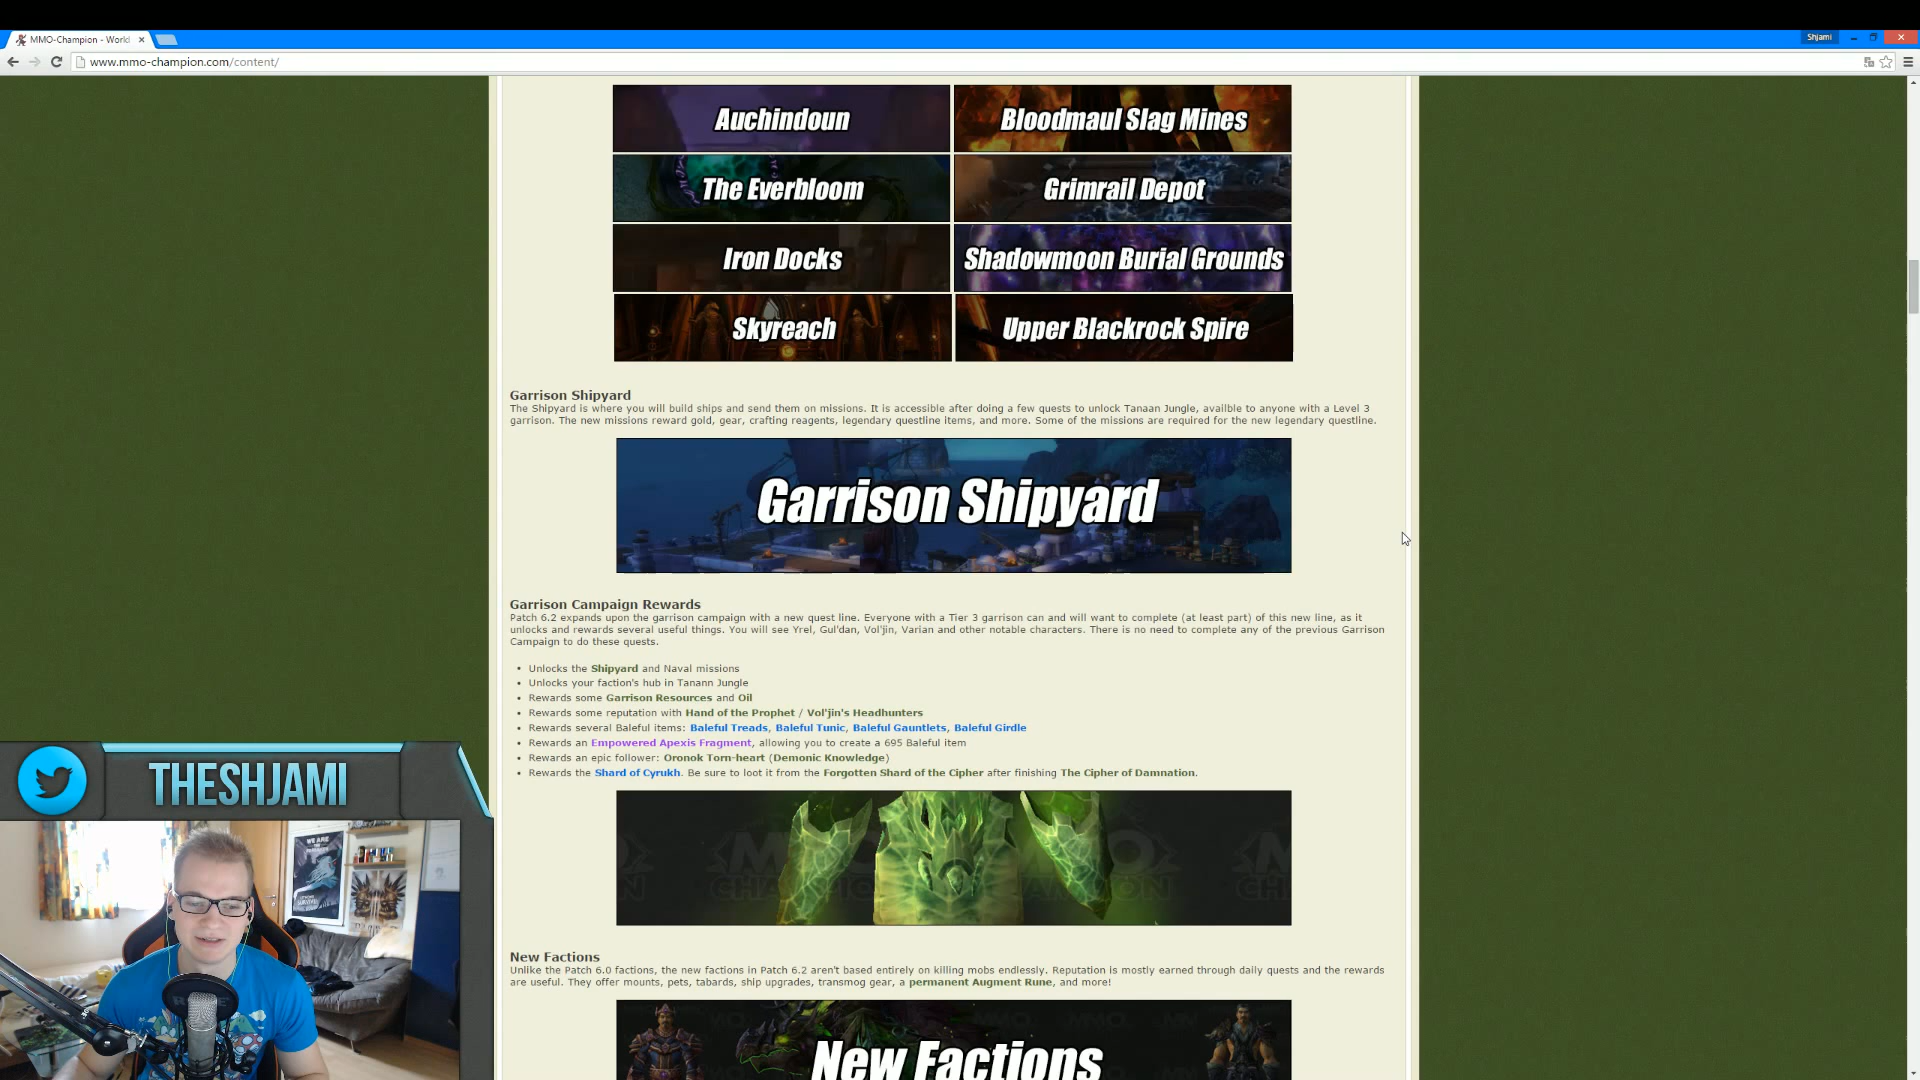 MMO-Champion - World
Shjami
www.mmo-champion.com/content/
Auchindoun
Bloodmaul Slag Mines
The Everbloom
Grimrail Depot
Iron Docks
Shadowmoon Burial Grounds
Skyreach
Upper Blackrock Spire
Garrison Shipyard
The Shipyard is where you will build ships and send them on missions. It is accessible after doing a few quests to unlock Tanaan Jungle, availble to anyone with a Level 3
garrison. The new missions reward gold, gear, crafting reagents, legendary questline items, and more. Some of the missions are required for the new legendary questline.
Garrison Shipyard
Garrison Campaign Rewards
Patch 6.2 expands upon the garrison campaign with a new quest line. Everyone with a Tier 3 garrison can and will want to complete (at least part) of this new line, as it
unlocks and rewards several useful things. You will see Yrel, Gul'dan, Vol'jin, Varian and other notable characters. There is no need to complete any of the previous Garrison
Campaign to do these quests.
• Unlocks the Shipyard and Naval missions
• Unlocks your faction's hub in Tanann Jungle
• Rewards some Garrison Resources and Oil
• Rewards some reputation with Hand of the Prophet / Vol'jin's Headhunters
• Rewards several Baleful items: Baleful Treads, Baleful Tunic, Baleful Gauntlets, Baleful Girdle
• Rewards an Empowered Apexis Fragment, allowing you to create a 695 Baleful item
• Rewards an epic follower: Oronok Torn-heart (Demonic Knowledge)
• Rewards the Shard of Cyrukh. Be sure to loot it from the Forgotten Shard of the Cipher after finishing The Cipher of Damnation.
THESHJAMI
MMO
CHAMPION
New Factions
Unlike the Patch 6.0 factions, the new factions in Patch 6.2 aren't based entirely on killing mobs endlessly. Reputation is mostly earned through daily quests and the rewards
are useful. They offer mounts, pets, tabards, ship upgrades, transmog gear, a permanent Augment Rune, and more!
New Factions